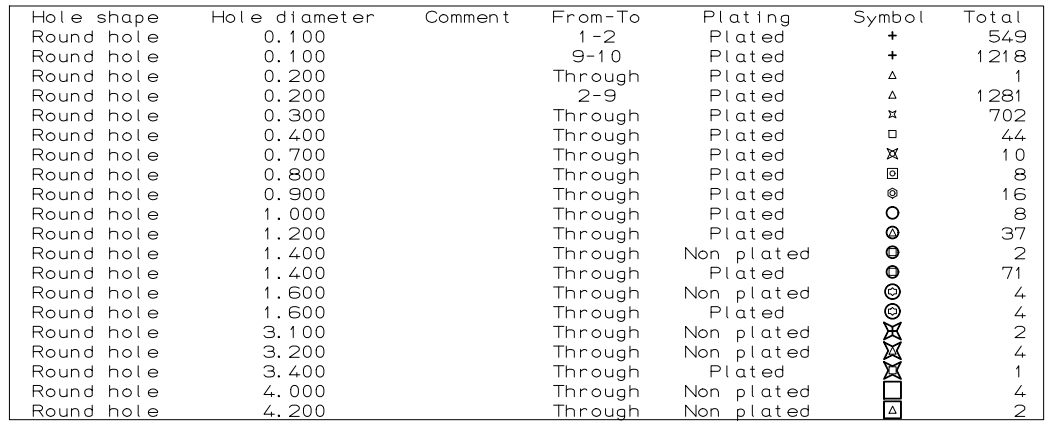 Hole shape Hole diameter Comment From-To Plating Symbol Total
Round hole 0.100 1-2 Plated 549
Round hole 0.100 9-10 Plated 1218
Round hole 0.200 Through Plated 1
Round hole 0.200 2-9 Plated 1281
Round hole 0.300 Through Plated 702
Round hole 0.400 Through Plated 44
Round hole 0.700 Through Plated 10
Round hole 0.800 Through Plated 8
Round hole 0.900 Through Plated 16
Round hole 1.000 Through Plated 8
Round hole 1.200 Through Plated 37
Round hole 1.400 Through Non plated 2
Round hole 1.400 Through Plated 71
Round hole 1.600 Through Non plated 4
Round hole 1.600 Through Plated 4
Round hole 3.100 Through Non plated 2
Round hole 3.200 Through Non plated 4
Round hole 3.400 Through Plated 1
Round hole 4.000 Through Non plated 4
Round hole 4.200 Through Non plated 2